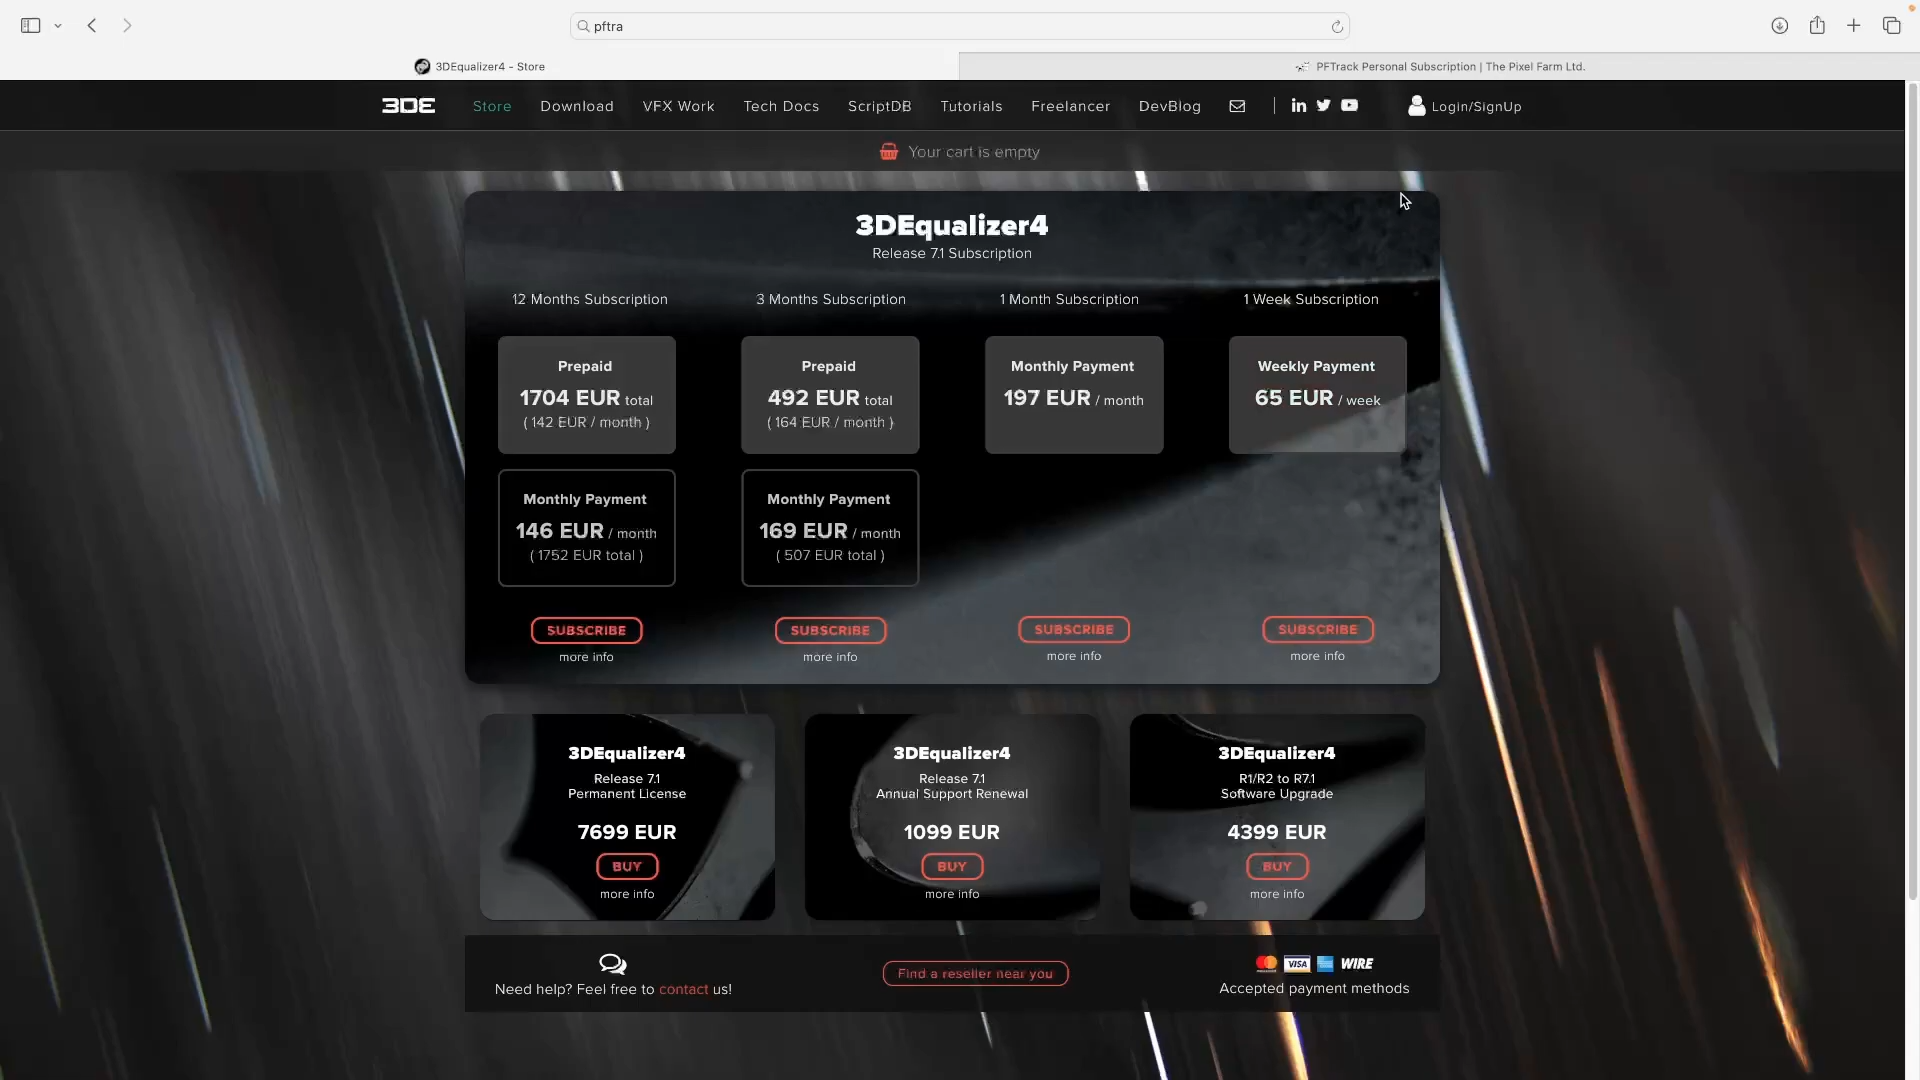 pftra
3DEqualizer4 - Store
PFTrack Personal Subscription | The Pixel Farm Ltd.
3DE Store Download VFX Work Tech Docs ScriptDB Tutorials Freelancer DevBlog Login/SignUp
Your cart is empty
3DEqualizer4
Release 7.1 Subscription
12 Months Subscription
Prepaid
1704 EUR total
( 142 EUR / month )
Monthly Payment
146 EUR / month
( 1752 EUR total )
SUBSCRIBE
more info
3 Months Subscription
Prepaid
492 EUR total
( 164 EUR / month )
Monthly Payment
169 EUR / month
( 507 EUR total )
SUBSCRIBE
more info
1 Month Subscription
Monthly Payment
197 EUR / month
SUBSCRIBE
more info
1 Week Subscription
Weekly Payment
65 EUR / week
SUBSCRIBE
more info
3DEqualizer4
Release 7.1
Permanent License
7699 EUR
BUY
more info
3DEqualizer4
Release 7.1
Annual Support Renewal
1099 EUR
BUY
more info
3DEqualizer4
R1/R2 to R7.1
Software Upgrade
4399 EUR
BUY
more info
Need help? Feel free to contact us!
Find a reseller near you
VISA WIRE
Accepted payment methods